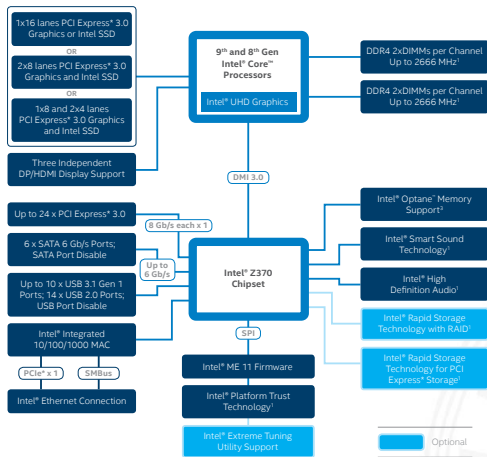 1x16 lanes PCI Express* 3.0
Graphics or Intel SSD
OR
2x8 lanes PCI Express* 3.0
Graphics and Intel SSD
OR
1x8 and 2x4 lanes
PCI Express* 3.0 Graphics
and Intel SSD
Three Independent
DP/HDMI Display Support
9th and 8th Gen
Intel® Core™
Processors
Intel® UHD Graphics
DDR4 2xDIMMs per Channel
Up to 2666 MHz¹
DDR4 2xDIMMs per Channel
Up to 2666 MHz¹
DMI 3.0
Up to 24 x PCI Express* 3.0
8 Gb/s each x 1
6 x SATA 6 Gb/s Ports;
SATA Port Disable
Up to
6 Gb/s
Up to 10 x USB 3.1 Gen 1
Ports; 14 x USB 2.0 Ports;
USB Port Disable
Intel® Integrated
10/100/1000 MAC
PCIe* x 1
SMBus
Intel® Ethernet Connection
Intel® Z370
Chipset
SPI
Intel® ME 11 Firmware
Intel® Platform Trust
Technology¹
Intel® Extreme Tuning
Utility Support
Intel® Optane™ Memory
Support²
Intel® Smart Sound
Technology¹
Intel® High
Definition Audio¹
Intel® Rapid Storage
Technology with RAID¹
Intel® Rapid Storage
Technology for PCI
Express* Storage¹
Optional